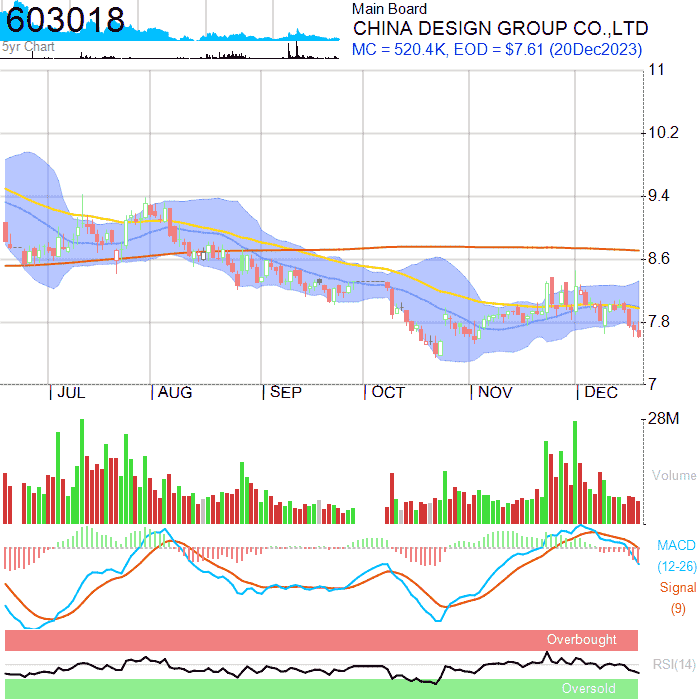 603018
5yr Chart
Main Board
CHINA DESIGN GROUP CO.,LTD
MC = 520.4K, EOD = $7.61 (20Dec2023)
11
10.2
9.4
8.6
7.8
7
JUL AUG SEP OCT NOV DEC
28M
Volume
MACD
(12-26)
Signal
(9)
Overbought
RSI(14)
Oversold